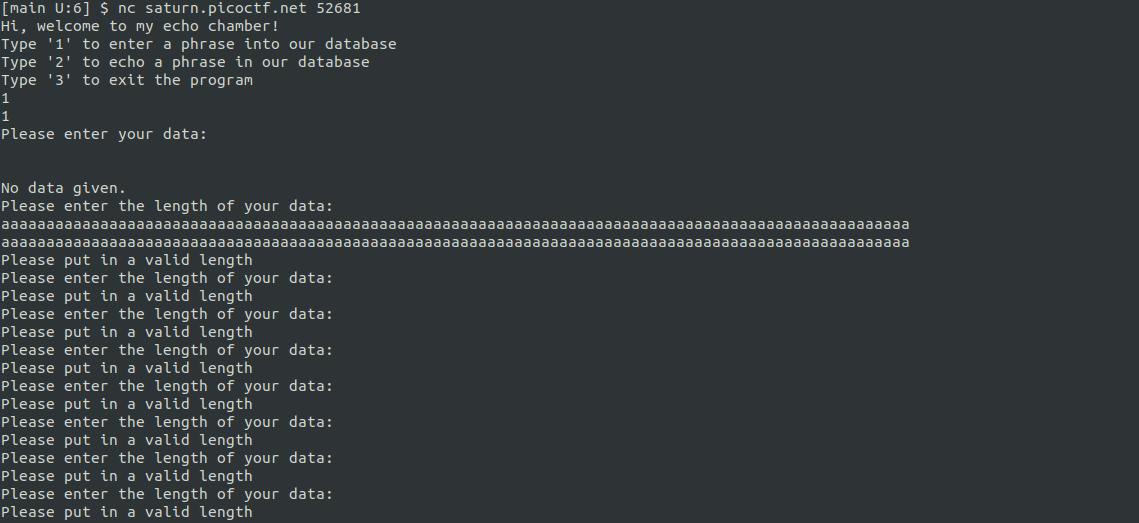 [main U:6] $ nc saturn.picoctf.net 52681
Hi, welcome to my echo chamber!
Type '1' to enter a phrase into our database
Type '2' to echo a phrase in our database
Type '3' to exit the program
1
1
Please enter your data:
No data given.
Please enter the length of your data:
aaaaaaaaaaaaaaaaaaaaaaaaaaaaaaaaaaaaaaaaaaaaaaaaaaaaaaaaaaaaaaaaaaaaaaaaaaaaaaaaaaaaaaaaaaaaaaaaaaaaa
aaaaaaaaaaaaaaaaaaaaaaaaaaaaaaaaaaaaaaaaaaaaaaaaaaaaaaaaaaaaaaaaaaaaaaaaaaaaaaaaaaaaaaaaaaaaaaaaaaaaa
Please put in a valid length
Please enter the length of your data:
Please put in a valid length
Please enter the length of your data:
Please put in a valid length
Please enter the length of your data:
Please put in a valid length
Please enter the length of your data:
Please put in a valid length
Please enter the length of your data:
Please put in a valid length
Please enter the length of your data:
Please put in a valid length
Please enter the length of your data:
Please put in a valid length